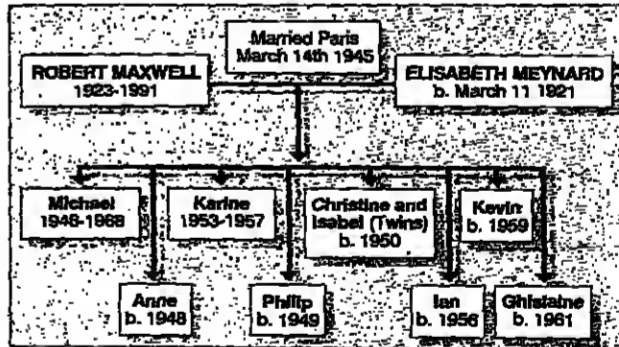 Married Paris
March 14th 1945
ROBERT MAXWELL
1923-1991
ELISABETH MEYNARD
b. March 11 1921
Michael
1946-1968
Karine
1953-1957
Christine and
Isabel (Twins)
b. 1950
Kevin
b. 1959
Anne
b. 1948
Philip
b. 1949
Ian
b. 1956
Ghislaine
b. 1961